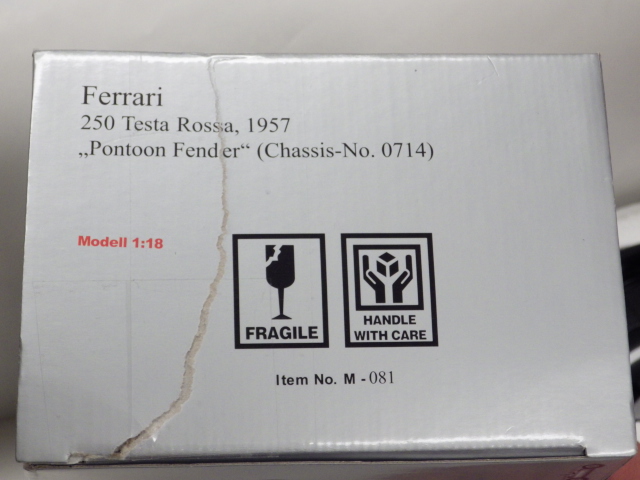 Ferrari
250 Testa Rossa, 1957
„Pontoon Fender“ (Chassis-No. 0714)
Modell 1:18
FRAGILE
HANDLE
WITH CARE
Item No. M - 081